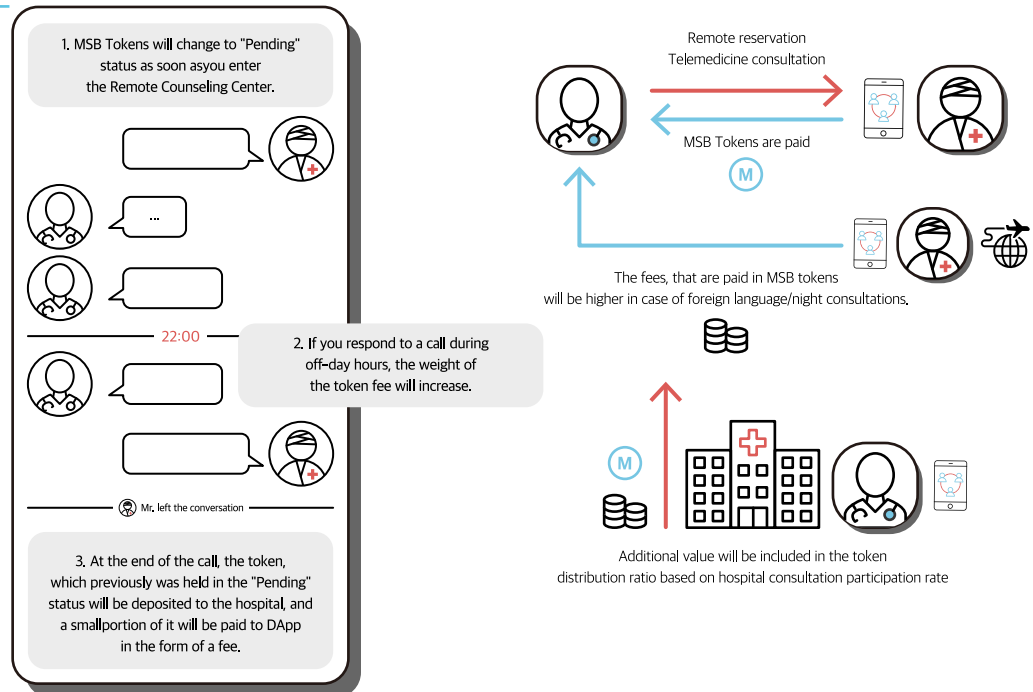 1. MSB Tokens will change to "Pending"
status as soon asyou enter
the Remote Counseling Center.
...
22:00
2. If you respond to a call during
off-day hours, the weight of
the token fee will increase.
Mr. left the conversation
3. At the end of the call, the token,
which previously was held in the "Pending"
status will be deposited to the hospital, and
a smallportion of it will be paid to DApp
in the form of a fee.
Remote reservation
Telemedicine consultation
MSB Tokens are paid
M
The fees, that are paid in MSB tokens
will be higher in case of foreign language/night consultations.
M
Additional value will be included in the token
distribution ratio based on hospital consultation participation rate